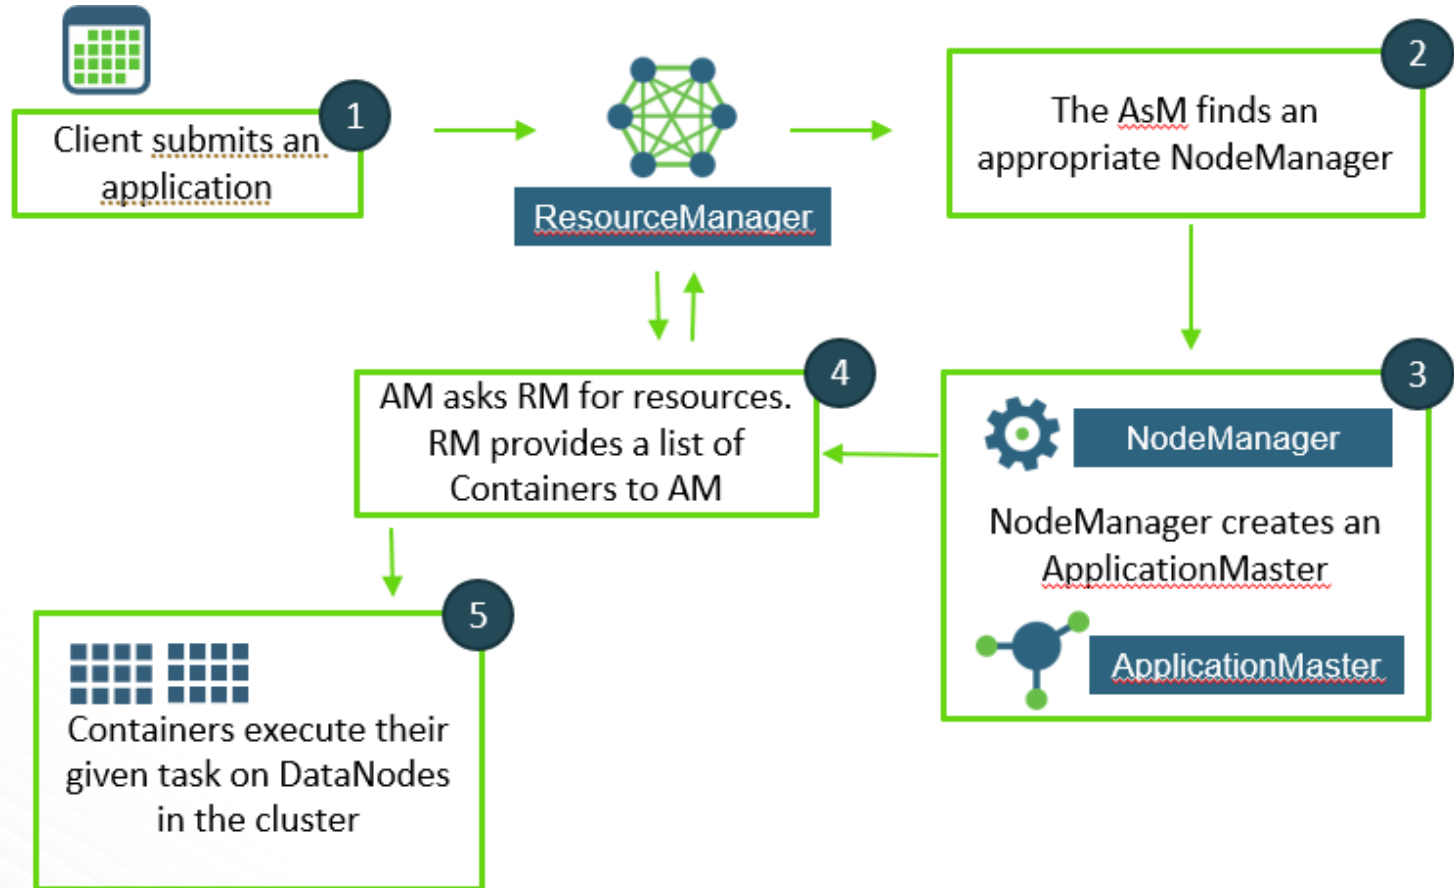 1
Client submits an
application
ResourceManager
2
The AsM finds an
appropriate NodeManager
3
NodeManager
NodeManager creates an
ApplicationMaster
ApplicationMaster
4
AM asks RM for resources.
RM provides a list of
Containers to AM
5
Containers execute their
given task on DataNodes
in the cluster